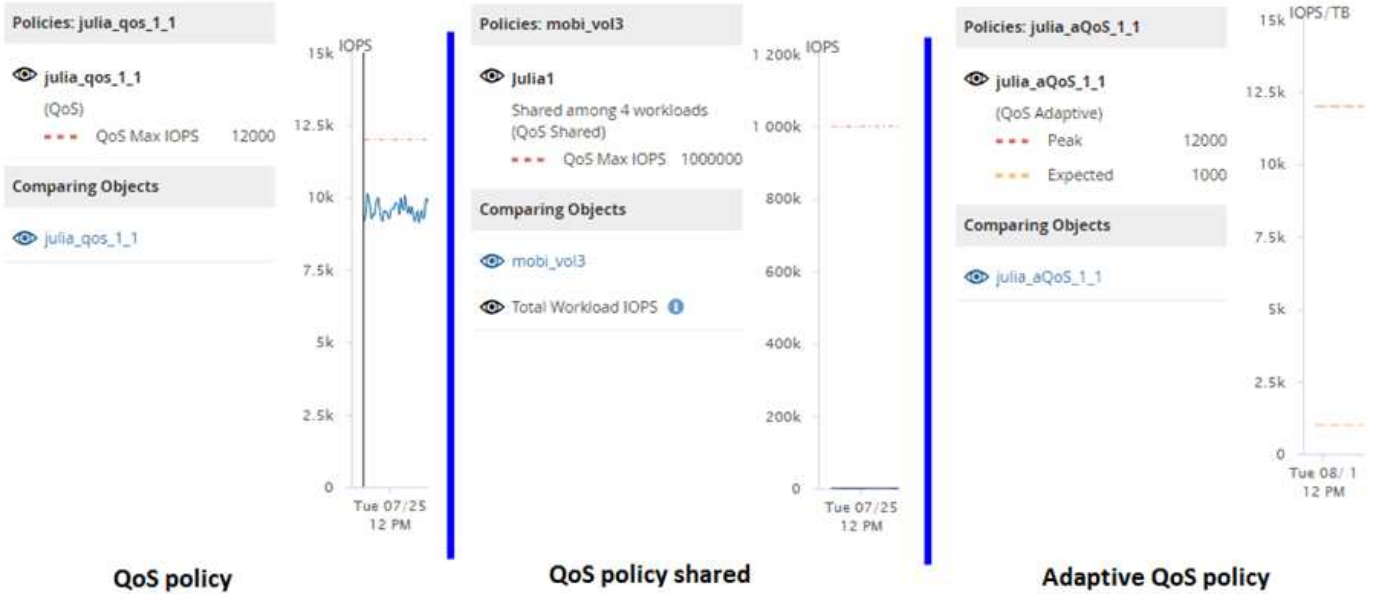 Policies: julia_qos_1_1
julia_qos_1_1
(QoS)
QoS Max IOPS 12000
Comparing Objects
julia_qos_1_1
IOPS
15k
12.5k
10k
7.5k
5k
2.5k
0
Tue 07/25
12 PM
QoS policy
Policies: mobi_vol3
Julia1
Shared among 4 workloads
(QoS Shared)
QoS Max IOPS 1000000
Comparing Objects
mobi_vol3
Total Workload IOPS
IOPS
1 200k
1 000k
800k
600k
400k
200k
0
Tue 07/25
12 PM
QoS policy shared
Policies: julia_aQoS_1_1
julia_aQoS_1_1
(QoS Adaptive)
Peak 12000
Expected 1000
Comparing Objects
julia_aQoS_1_1
IOPS/TB
15k
12.5k
10k
7.5k
5k
2.5k
0
Tue 08/ 1
12 PM
Adaptive QoS policy